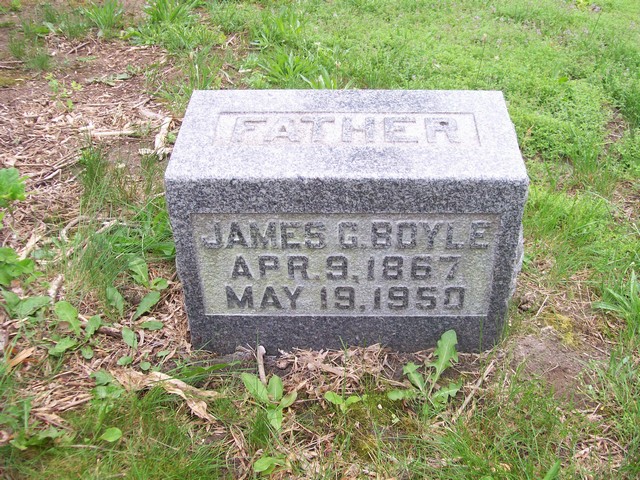 FATHER
JAMES G. BOYLE
APR. 9, 1867
MAY 19, 1950